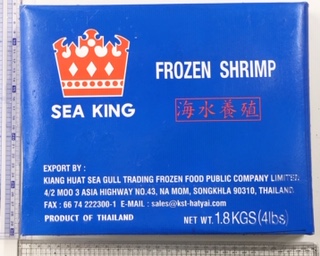 FROZEN SHRIMP
SEA KING
海水養殖
EXPORT BY :
KIANG HUAT SEA GULL TRADING FROZEN FOOD PUBLIC COMPANY LIMITED.
4/2 MOO 3 ASIA HIGHWAY NO.43, NA MOM, SONGKHLA 90310, THAILAND.
FAX : 66 74 222300-1 E-MAIL : sales@kst-hatyai.com
PRODUCT OF THAILAND
NET WT. 1.8 KGS (4lbs)